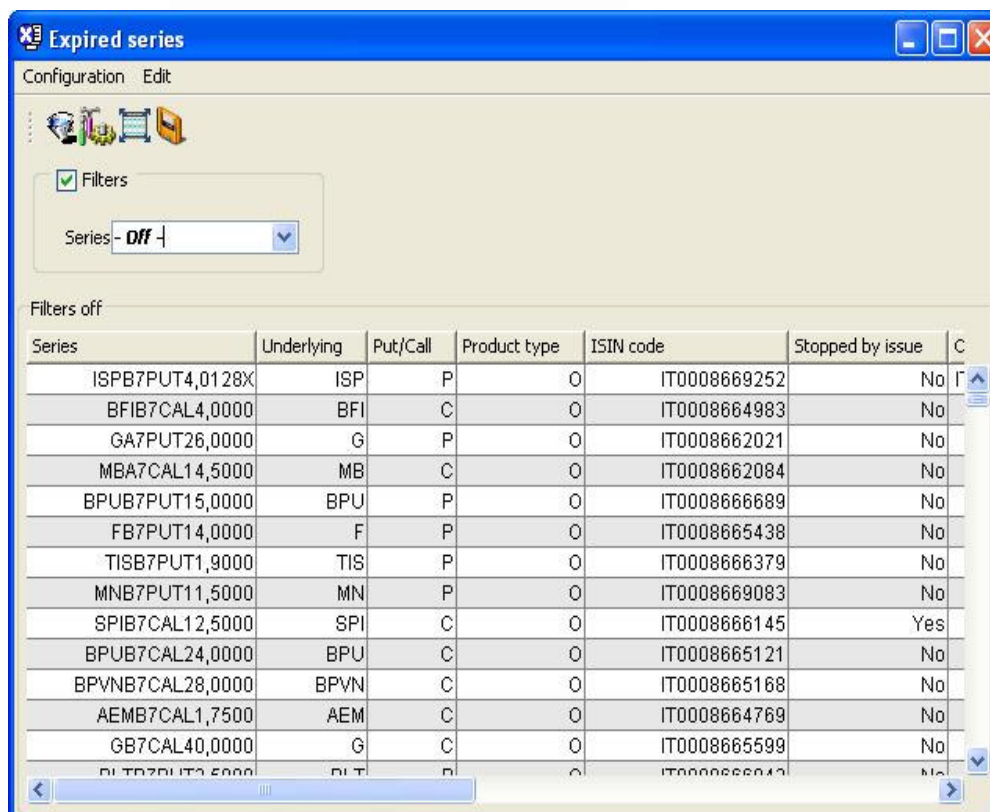 Expired series
Configuration Edit
Filters
Series - Off -
Filters off
Series Underlying Put/Call Product type ISIN code Stopped by issue C
ISPB7PUT4,0128X ISP P O IT0008669252 No IT
BFIB7CAL4,0000 BFI C O IT0008664983 No
GA7PUT26,0000 G P O IT0008662021 No
MBA7CAL14,5000 MB C O IT0008662084 No
BPUB7PUT15,0000 BPU P O IT0008666689 No
FB7PUT14,0000 F P O IT0008665438 No
TISB7PUT1,9000 TIS P O IT0008666379 No
MNB7PUT11,5000 MN P O IT0008669083 No
SPIB7CAL12,5000 SPI C O IT0008666145 Yes
BPUB7CAL24,0000 BPU C O IT0008665121 No
BPVNB7CAL28,0000 BPVN C O IT0008665168 No
AEMB7CAL1,7500 AEM C O IT0008664769 No
GB7CAL40,0000 G C O IT0008665599 No